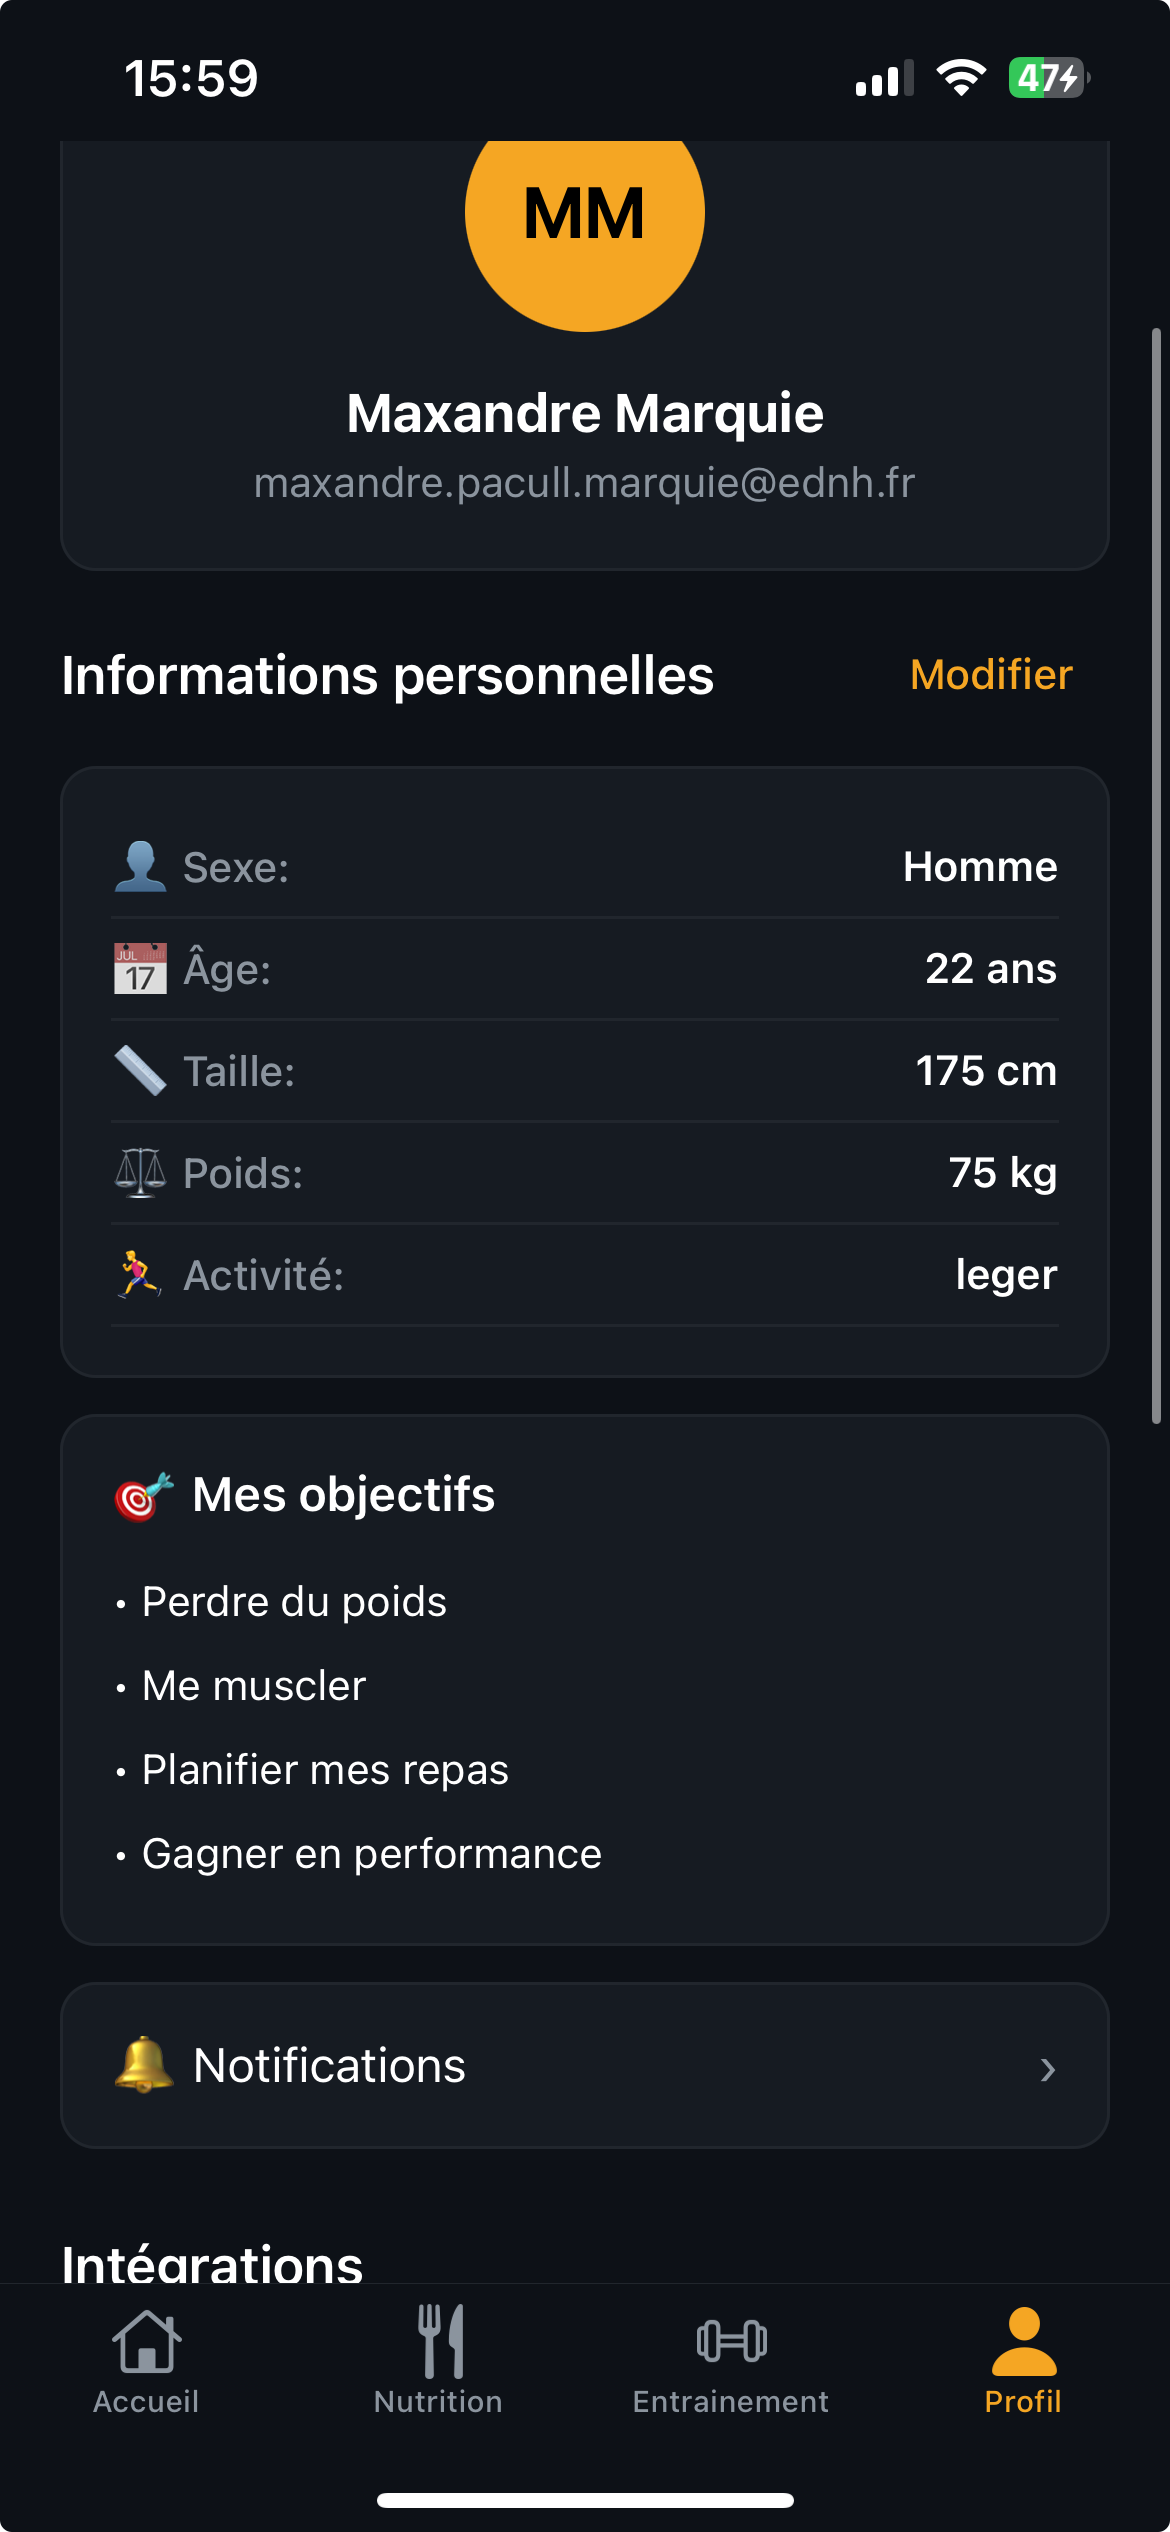 15:59
47
MM
Maxandre Marquie
maxandre.pacull.marquie@ednh.fr
Informations personnelles
Modifier
Sexe:
Homme
JUL
17
Âge:
22 ans
Taille:
175 cm
Poids:
75 kg
Activité:
leger
Mes objectifs
• Perdre du poids
• Me muscler
• Planifier mes repas
• Gagner en performance
Notifications
›
Intégrations
Accueil
Nutrition
Entrainement
Profil